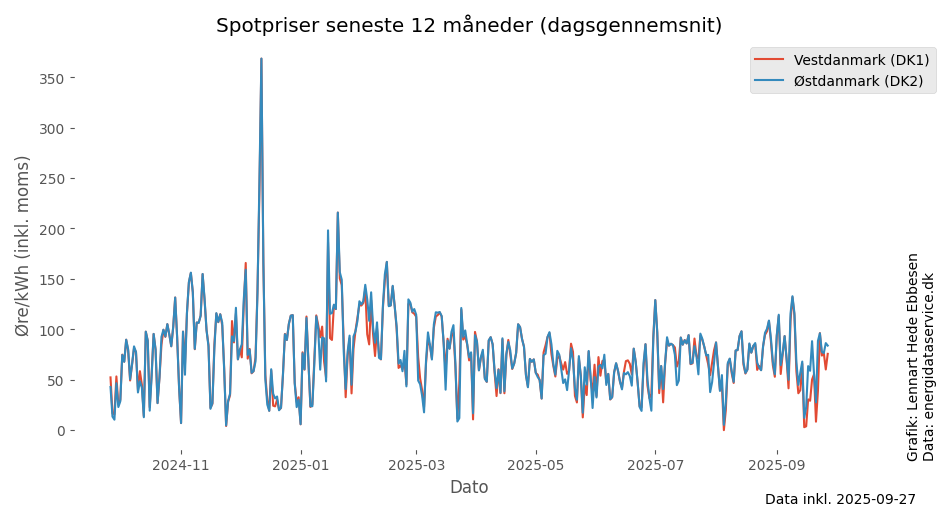 Spotpriser seneste 12 måneder (dagsgennemsnit)
Vestdanmark (DK1)
Østdanmark (DK2)
Øre/kWh (inkl. moms)
350
300
250
200
150
100
50
0
2024-11
2025-01
2025-03
2025-05
2025-07
2025-09
Dato
Grafik: Lennart Hede Ebbesen
Data: energidataservice.dk
Data inkl. 2025-09-27